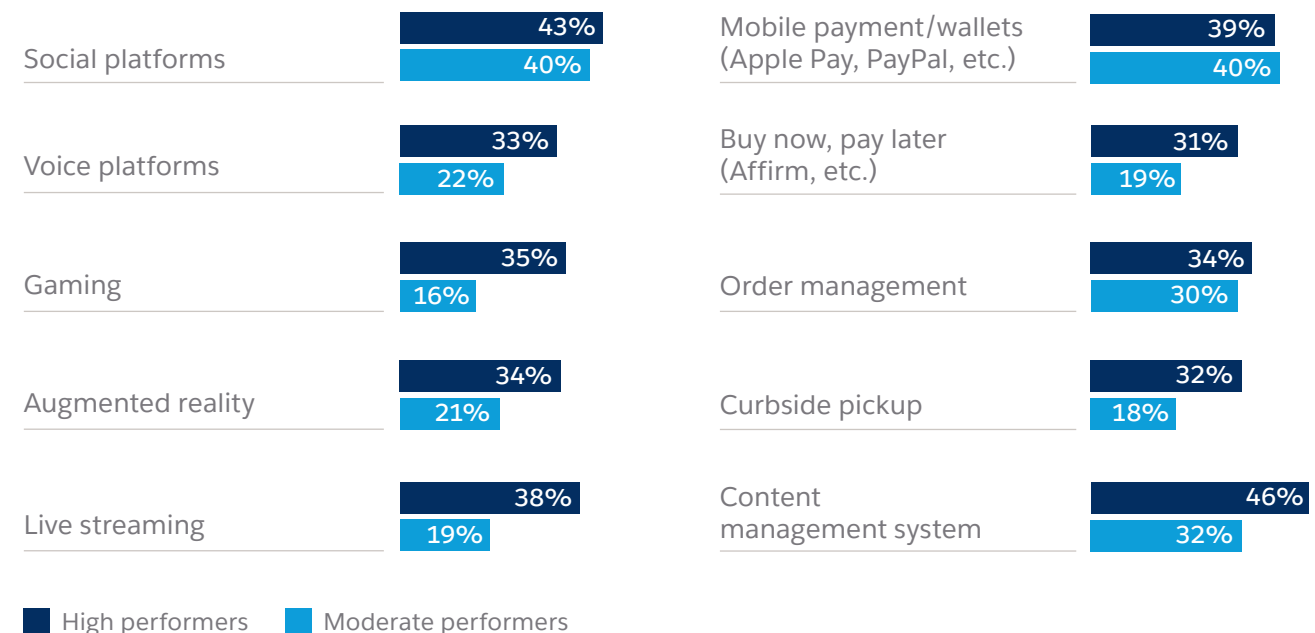 43%
Social platforms
40%
33%
Voice platforms
22%
35%
Gaming
16%
34%
Augmented reality
21%
38%
Live streaming
19%
Mobile payment/wallets
(Apple Pay, PayPal, etc.)
39%
40%
Buy now, pay later
(Affirm, etc.)
31%
19%
34%
Order management
30%
32%
Curbside pickup
18%
Content
management system
46%
32%
High performers
Moderate performers